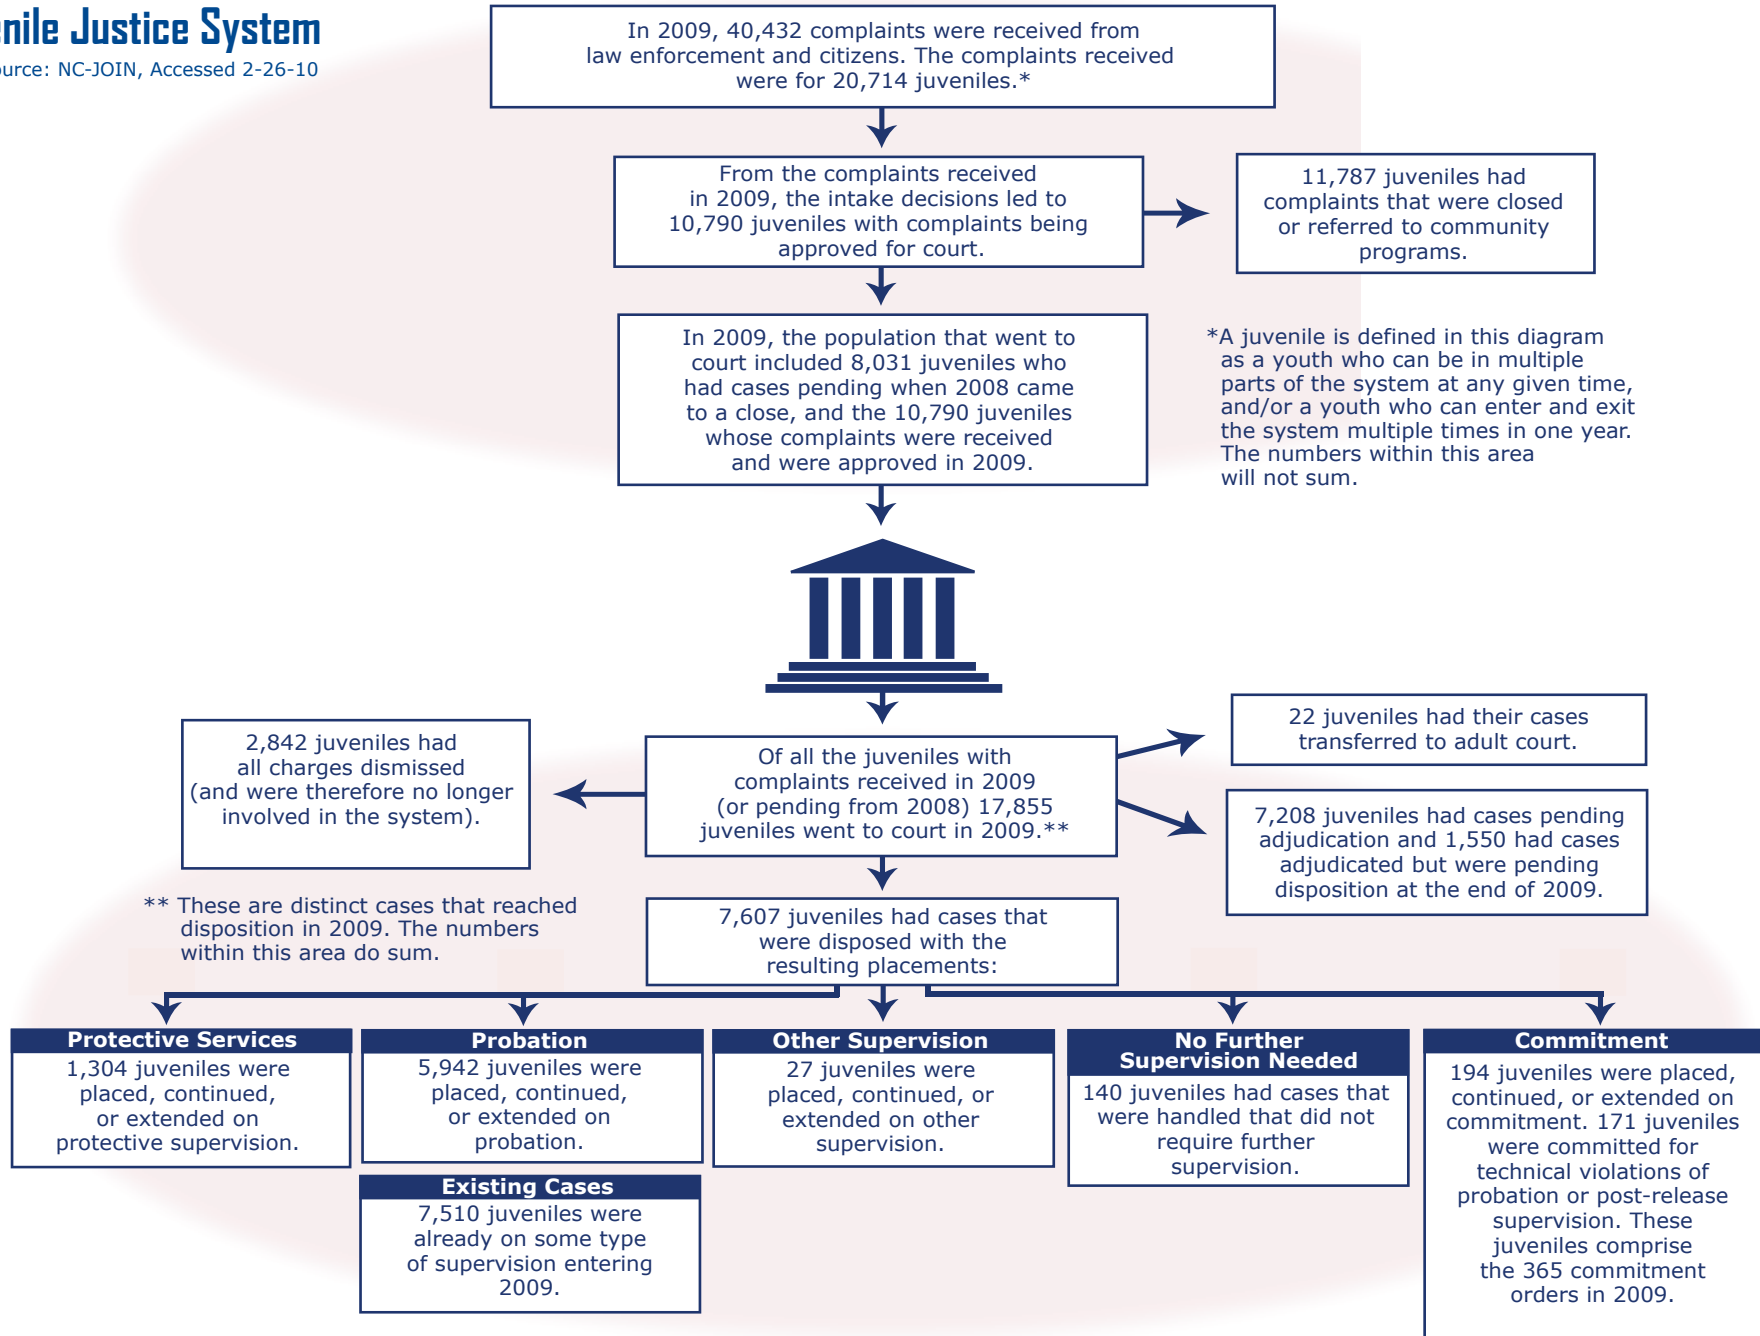 Justice System
NC-JOIN, Accessed 2-26-10
In 2009, 40,432 complaints were received from
law enforcement and citizens. The complaints received
were for 20,714 juveniles.*
From the complaints received
in 2009, the intake decisions led to
10,790 juveniles with complaints being
approved for court.
11,787 juveniles had
complaints that were closed
or referred to community
programs.
In 2009, the population that went to
court included 8,031 juveniles who
had cases pending when 2008 came
to a close, and the 10,790 juveniles
whose complaints were received
and were approved in 2009.
*A juvenile is defined in this diagram
as a youth who can be in multiple
parts of the system at any given time,
and/or a youth who can enter and exit
the system multiple times in one year.
The numbers within this area
will not sum.
2,842 juveniles had
all charges dismissed
(and were therefore no longer
involved in the system).
Of all the juveniles with
complaints received in 2009
(or pending from 2008) 17,855
juveniles went to court in 2009.**
22 juveniles had their cases
transferred to adult court.
7,208 juveniles had cases pending
adjudication and 1,550 had cases
adjudicated but were pending
disposition at the end of 2009.
** These are distinct cases that reached
disposition in 2009. The numbers
within this area do sum.
7,607 juveniles had cases that
were disposed with the
resulting placements:
Protective Services
1,304 juveniles were
placed, continued,
or extended on
protective supervision.
Probation
5,942 juveniles were
placed, continued,
or extended on
probation.
Existing Cases
7,510 juveniles were
already on some type
of supervision entering
2009.
Other Supervision
27 juveniles were
placed, continued, or
extended on other
supervision.
No Further
Supervision Needed
140 juveniles had cases that
were handled that did not
require further
supervision.
Commitment
194 juveniles were placed,
continued, or extended on
commitment. 171 juveniles
were committed for
technical violations of
probation or post-release
supervision. These
juveniles comprise
the 365 commitment
orders in 2009.